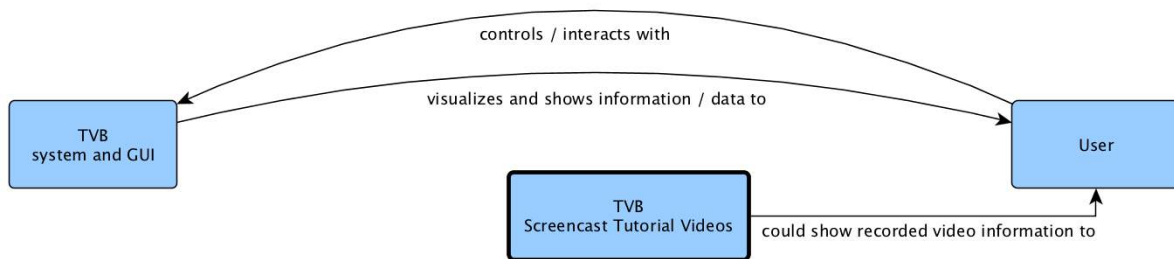 controls / interacts with
visualizes and shows information / data to
TVB
system and GUI
User
TVB
Screencast Tutorial Videos
could show recorded video information to